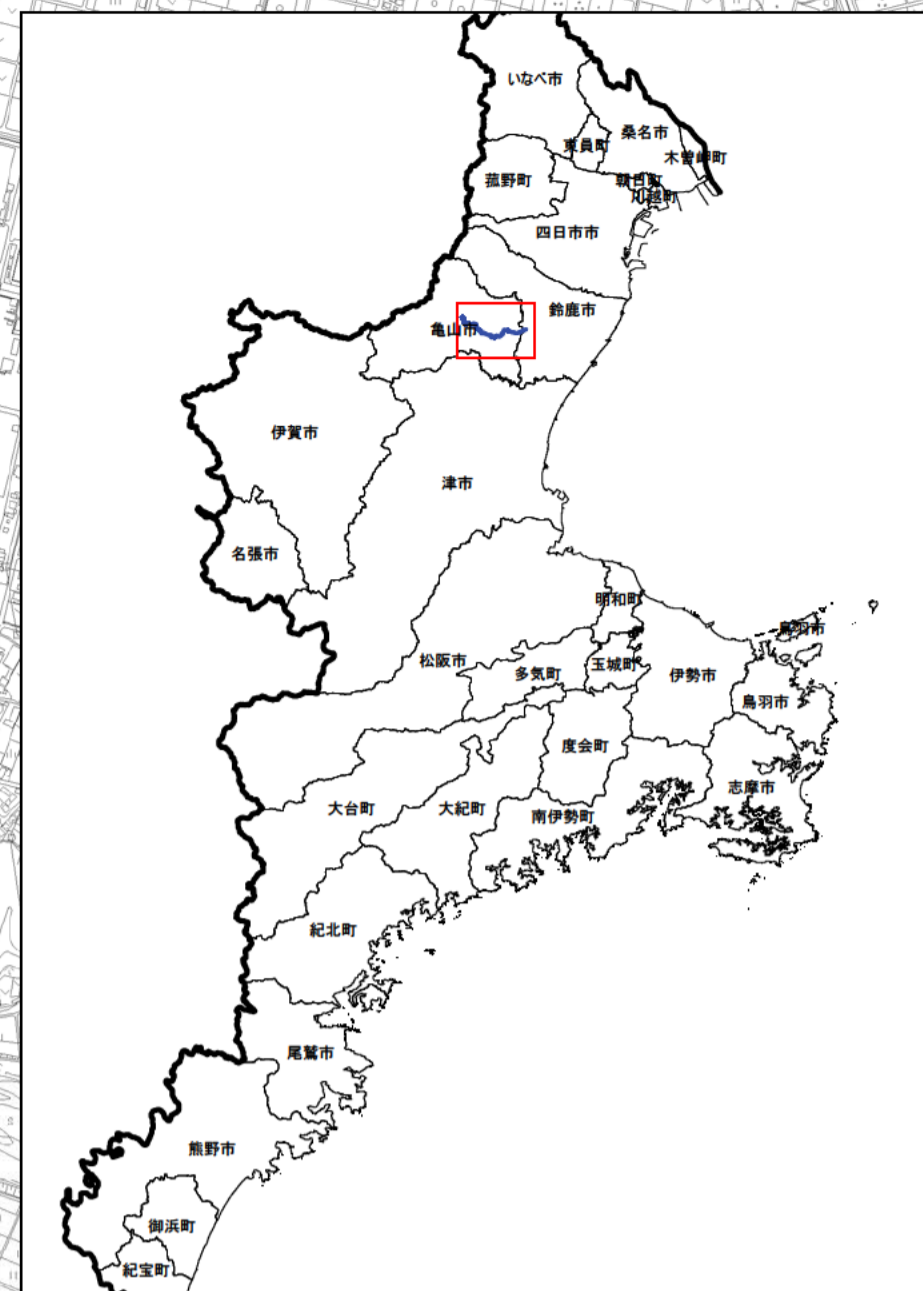 いなべ市
桑名市
東員町
木曽岬町
菰野町
朝日町
川越町
四日市市
鈴鹿市
亀山市
伊賀市
津市
名張市
明和町
鳥羽市
松阪市
多気町
玉城町
伊勢市
鳥羽市
度会町
志摩市
大台町
大紀町
南伊勢町
紀北町
尾鷲市
熊野市
御浜町
紀宝町